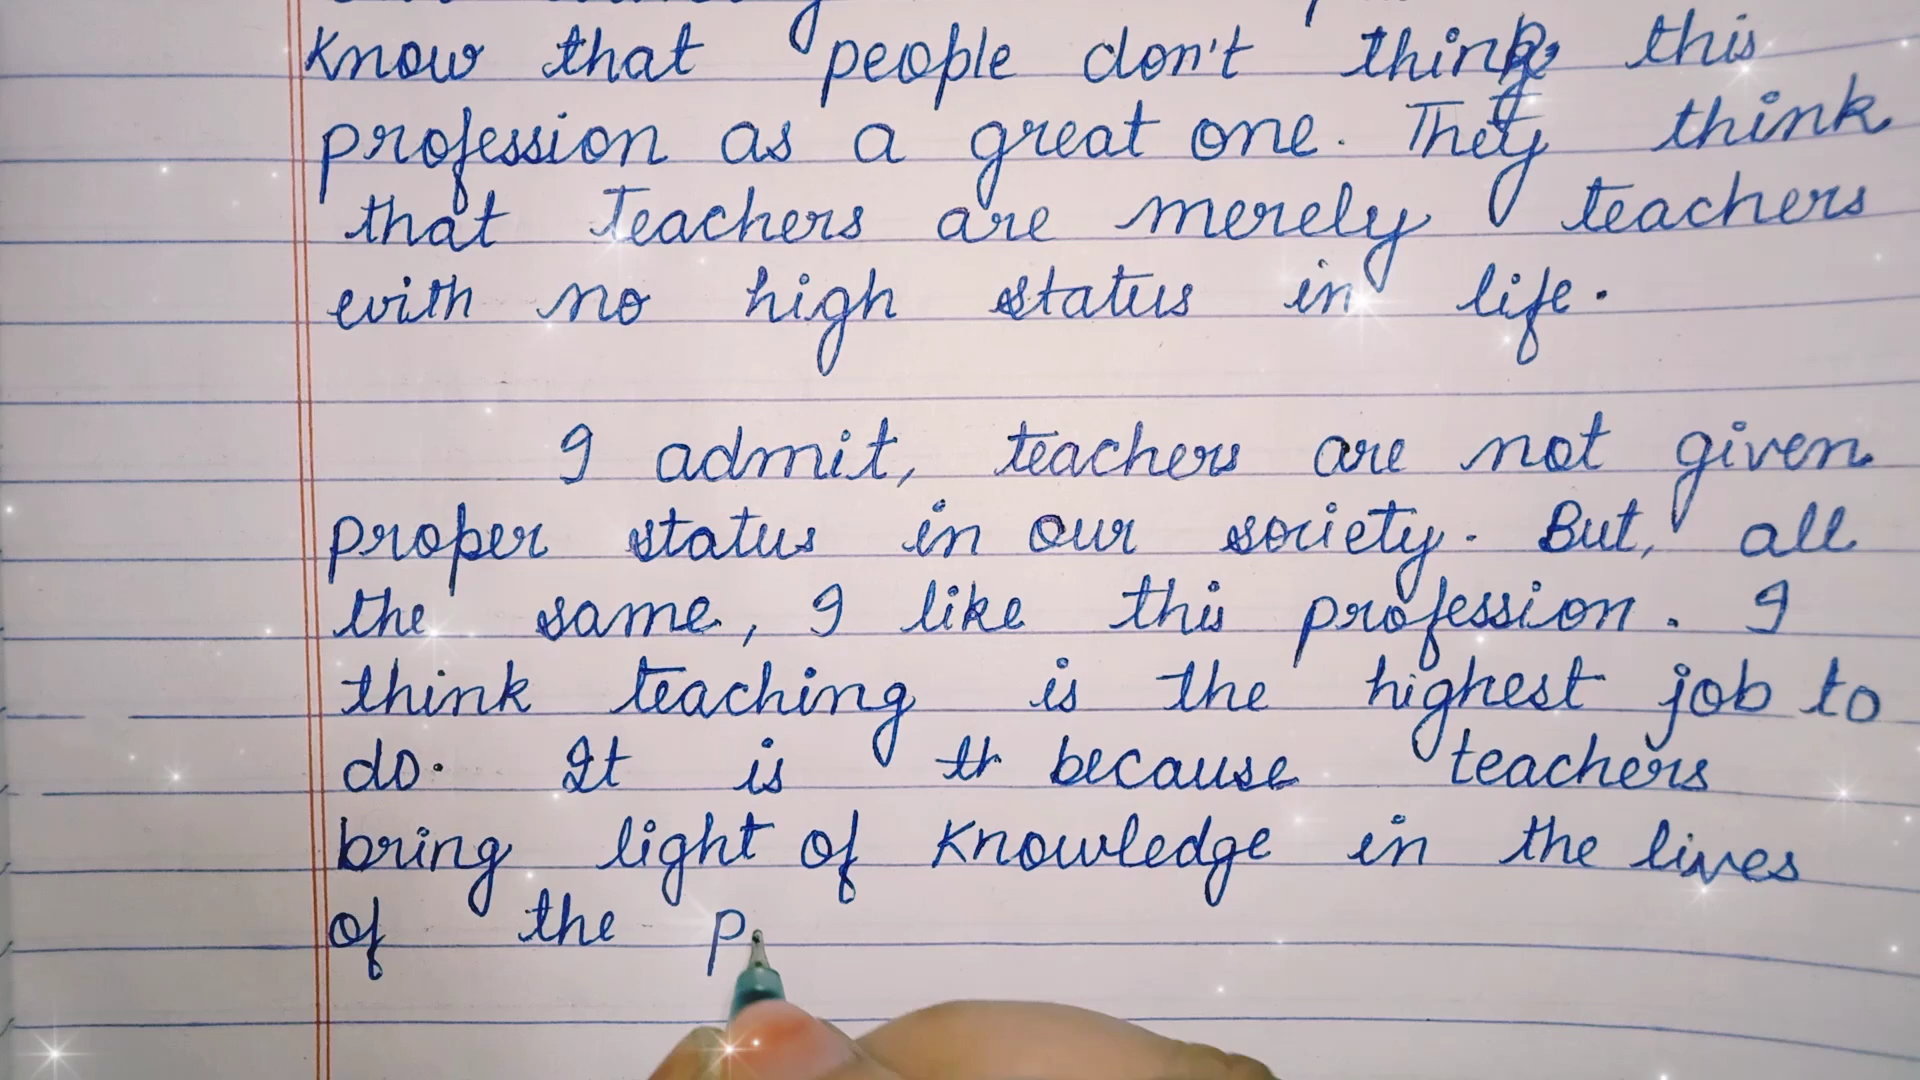 know that people don't think this
profession as a great one. They think
that Teachers are merely teachers
with no high status in life.
I admit, teachers are not given
proper status in our society. But, all
the same, I like this profession. I
think teaching is the highest job to
do. It is th because teachers
bring light of knowledge in the lives
of the p